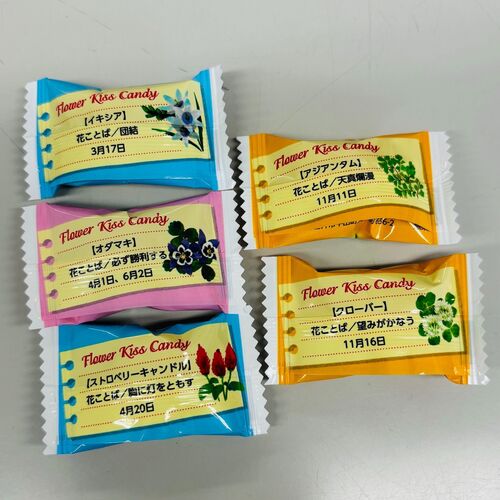 Flower Kiss Candy
【イキシア】
花ことば/団結
3月17日
Flower Kiss Candy
【オダマキ】
花ことば/必ず勝利する
4月1日、6月2日
Flower Kiss Candy
【ストロベリーキャンドル】
花ことば/胸に灯をともす
4月20日
Flower Kiss Candy
【アジアンタム】
花ことば/天真爛漫
11月11日
Flower Kiss Candy
【クローバー】
花ことば/望みがかなう
11月16日